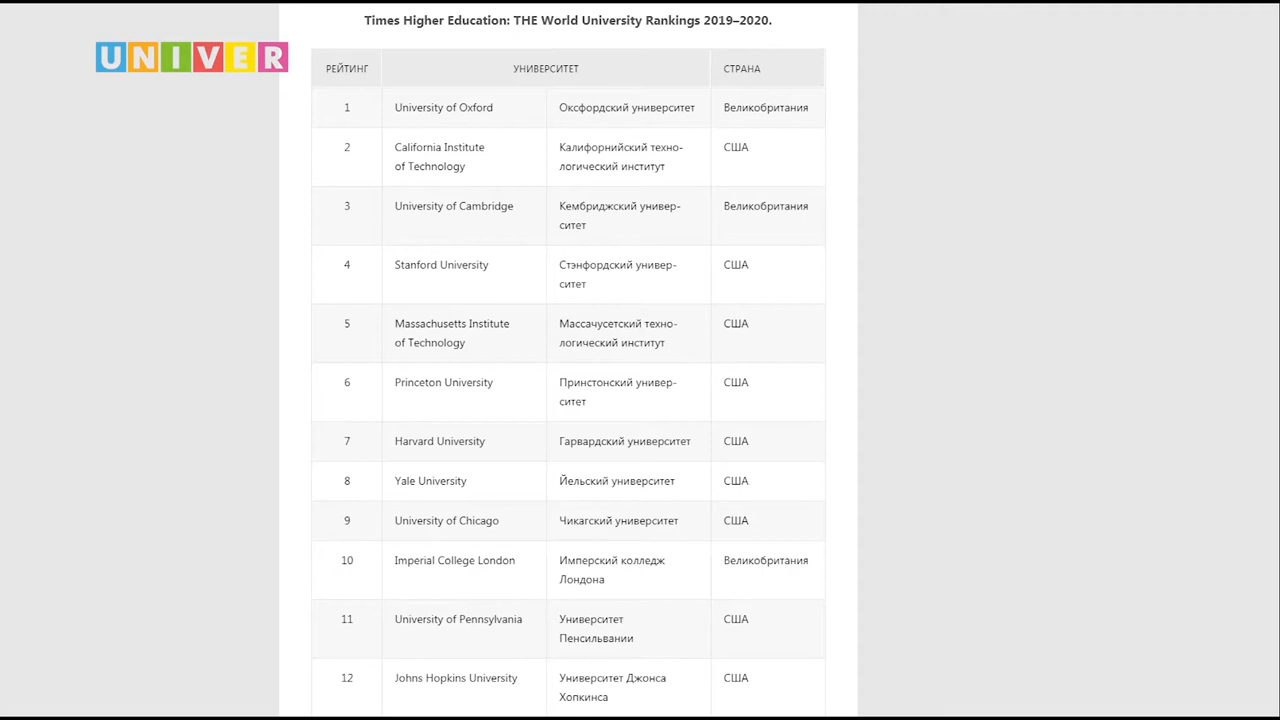 Times Higher Education: THE World University Rankings 2019–2020.
UNIVER
РЕЙТИНГ УНИВЕРСИТЕТ СТРАНА
1 University of Oxford Оксфордский университет Великобритания
2 California Institute Калифорнийский техно- США
of Technology логический институт
3 University of Cambridge Кембриджский универ- Великобритания
ситет
4 Stanford University Стэнфордский универ- США
ситет
5 Massachusetts Institute Массачусетский техно- США
of Technology логический институт
6 Princeton University Принстонский универ- США
ситет
7 Harvard University Гарвардский университет США
8 Yale University Йельский университет США
9 University of Chicago Чикагский университет США
10 Imperial College London Имперский колледж Великобритания
Лондона
11 University of Pennsylvania Университет США
Пенсильвании
12 Johns Hopkins University Университет Джонса США
Хопкинса